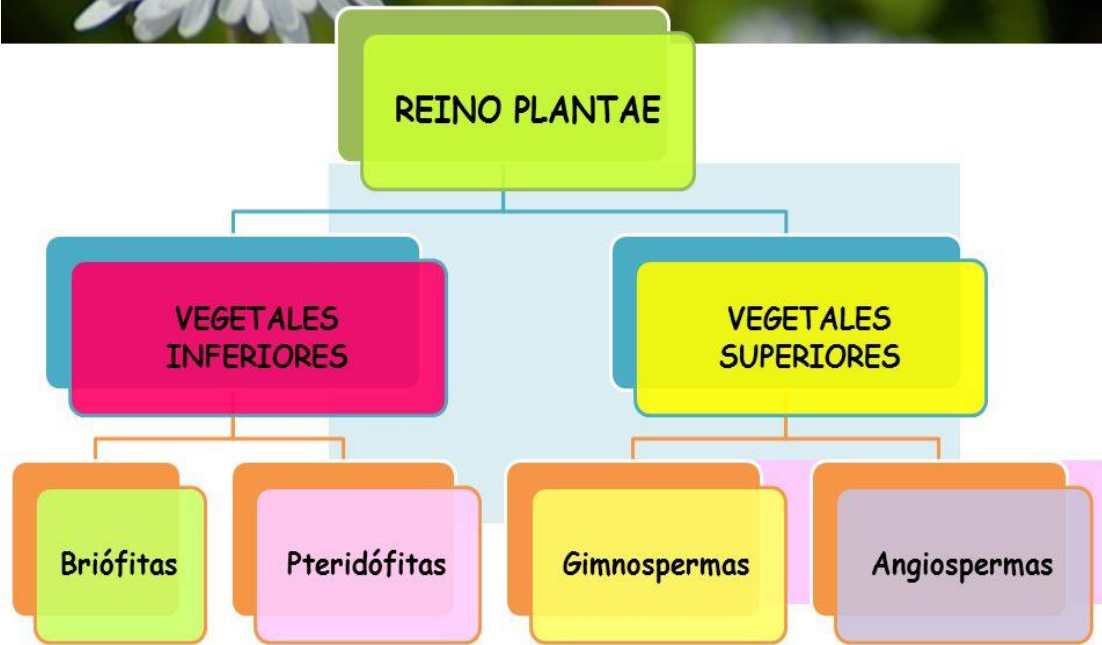 REINO PLANTAE
VEGETALES
INFERIORES
VEGETALES
SUPERIORES
Briófitas
Pteridófitas
Gimnospermas
Angiospermas